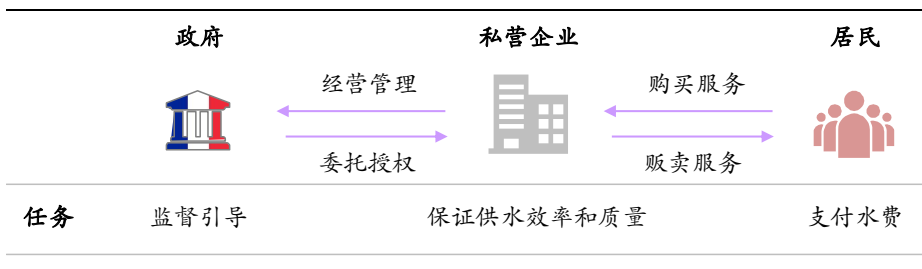 政府 私营企业 居民
经营管理 购买服务
委托授权 贩卖服务
任务 监督引导 保证供水效率和质量 支付水费